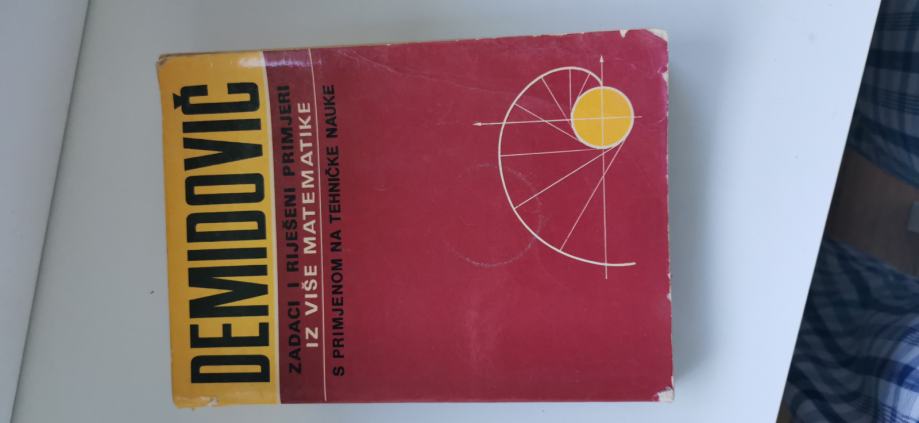 DEMIDOVIČ
ZADACI I RIJEŠENI PRIMJERI
IZ VIŠE MATEMATIKE
S PRIMJENOM NA TEHNIČKE NAUKE